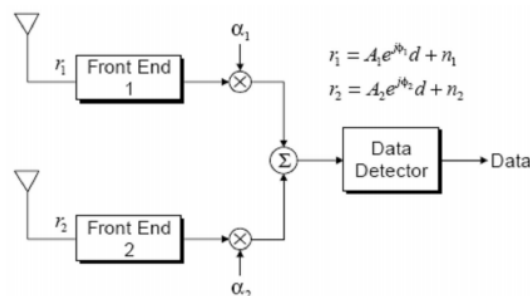 α₁
r₁
Front End
1
r₁ = A₁e^{jϕ₁}d + n₁
r₂ = A₂e^{jϕ₂}d + n₂
Σ
Data
Detector
Data
r₂
Front End
2
α₂